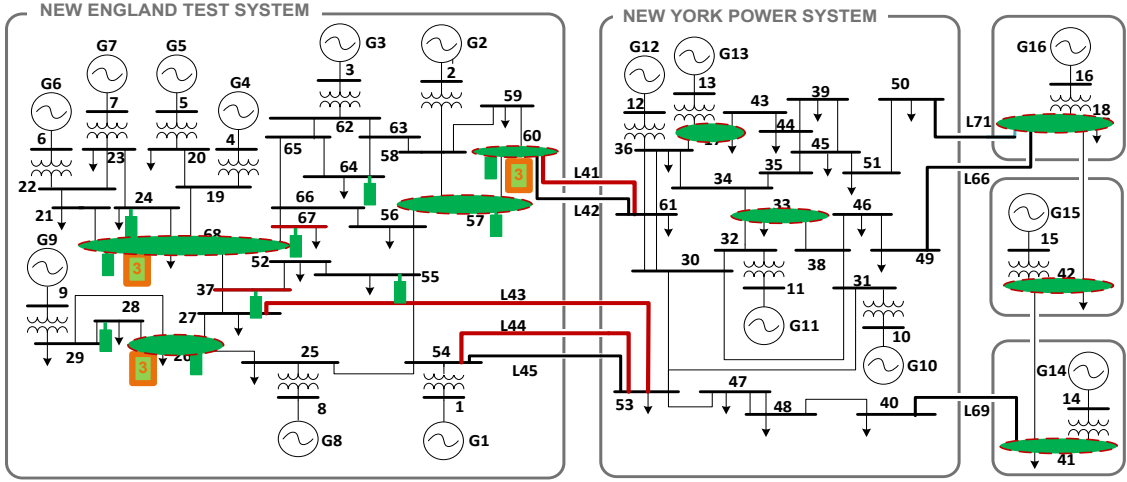 NEW ENGLAND TEST SYSTEM
NEW YORK POWER SYSTEM
G7 G5 G3 G2 G12 G13 G16
G6 G4
7 5 3 2 59 12 13 43 39 50 16
6 4 62 63 60 44 18
23 20 65 58 36 45 L71
22 64 3 L41 35 51 L66
21 24 19 66 L42 34
67 56 57 61 33 46 G15
G9 68 52 32 38 49 15
3 55 30 42
9 37 L43 11 31
28 27 L44 G11 10
29 26 25 54 L45 G10
3 53 47 40 G14
8 1 48 L69 14
G8 G1 41